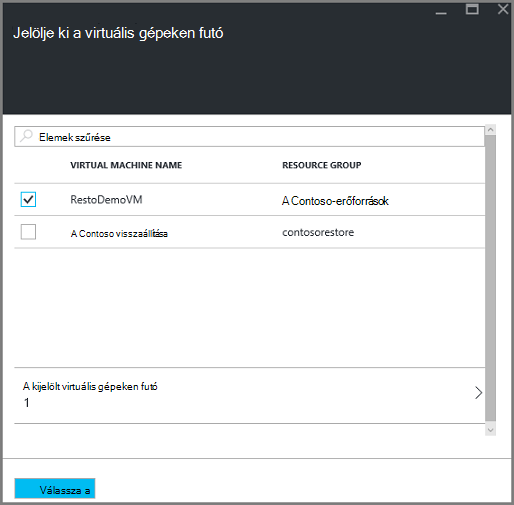 Jelölje ki a virtuális gépeken futó
Elemek szűrése
VIRTUAL MACHINE NAME RESOURCE GROUP
RestoDemoVM A Contoso-erőforrások
A Contoso visszaállítása contosorestore
A kijelölt virtuális gépeken futó
1
Válassza a